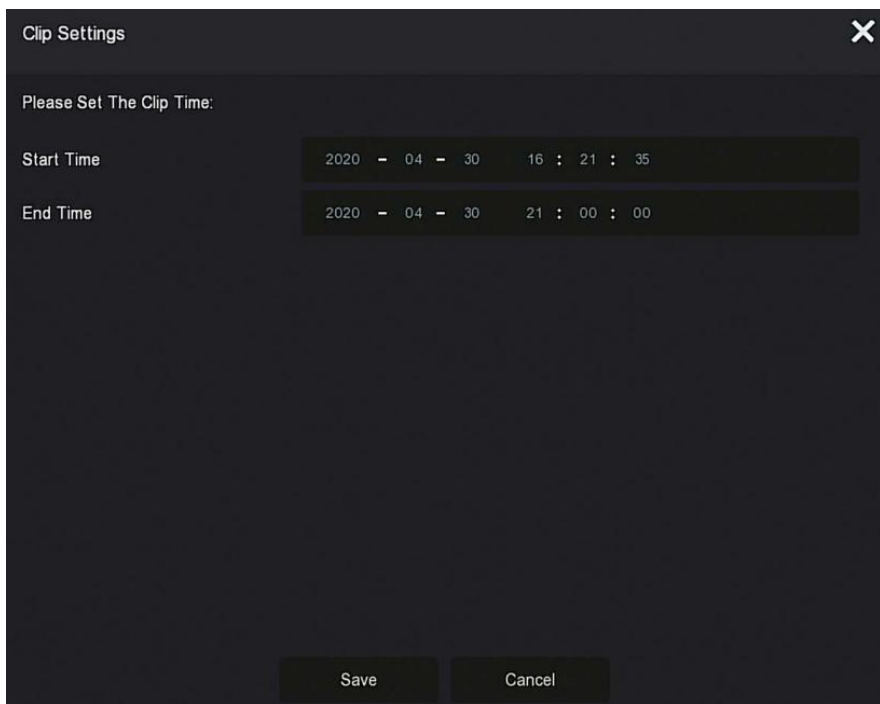 Clip Settings
Please Set The Clip Time:
Start Time 2020 - 04 - 30 16 : 21 : 35
End Time 2020 - 04 - 30 21 : 00 : 00
Save Cancel